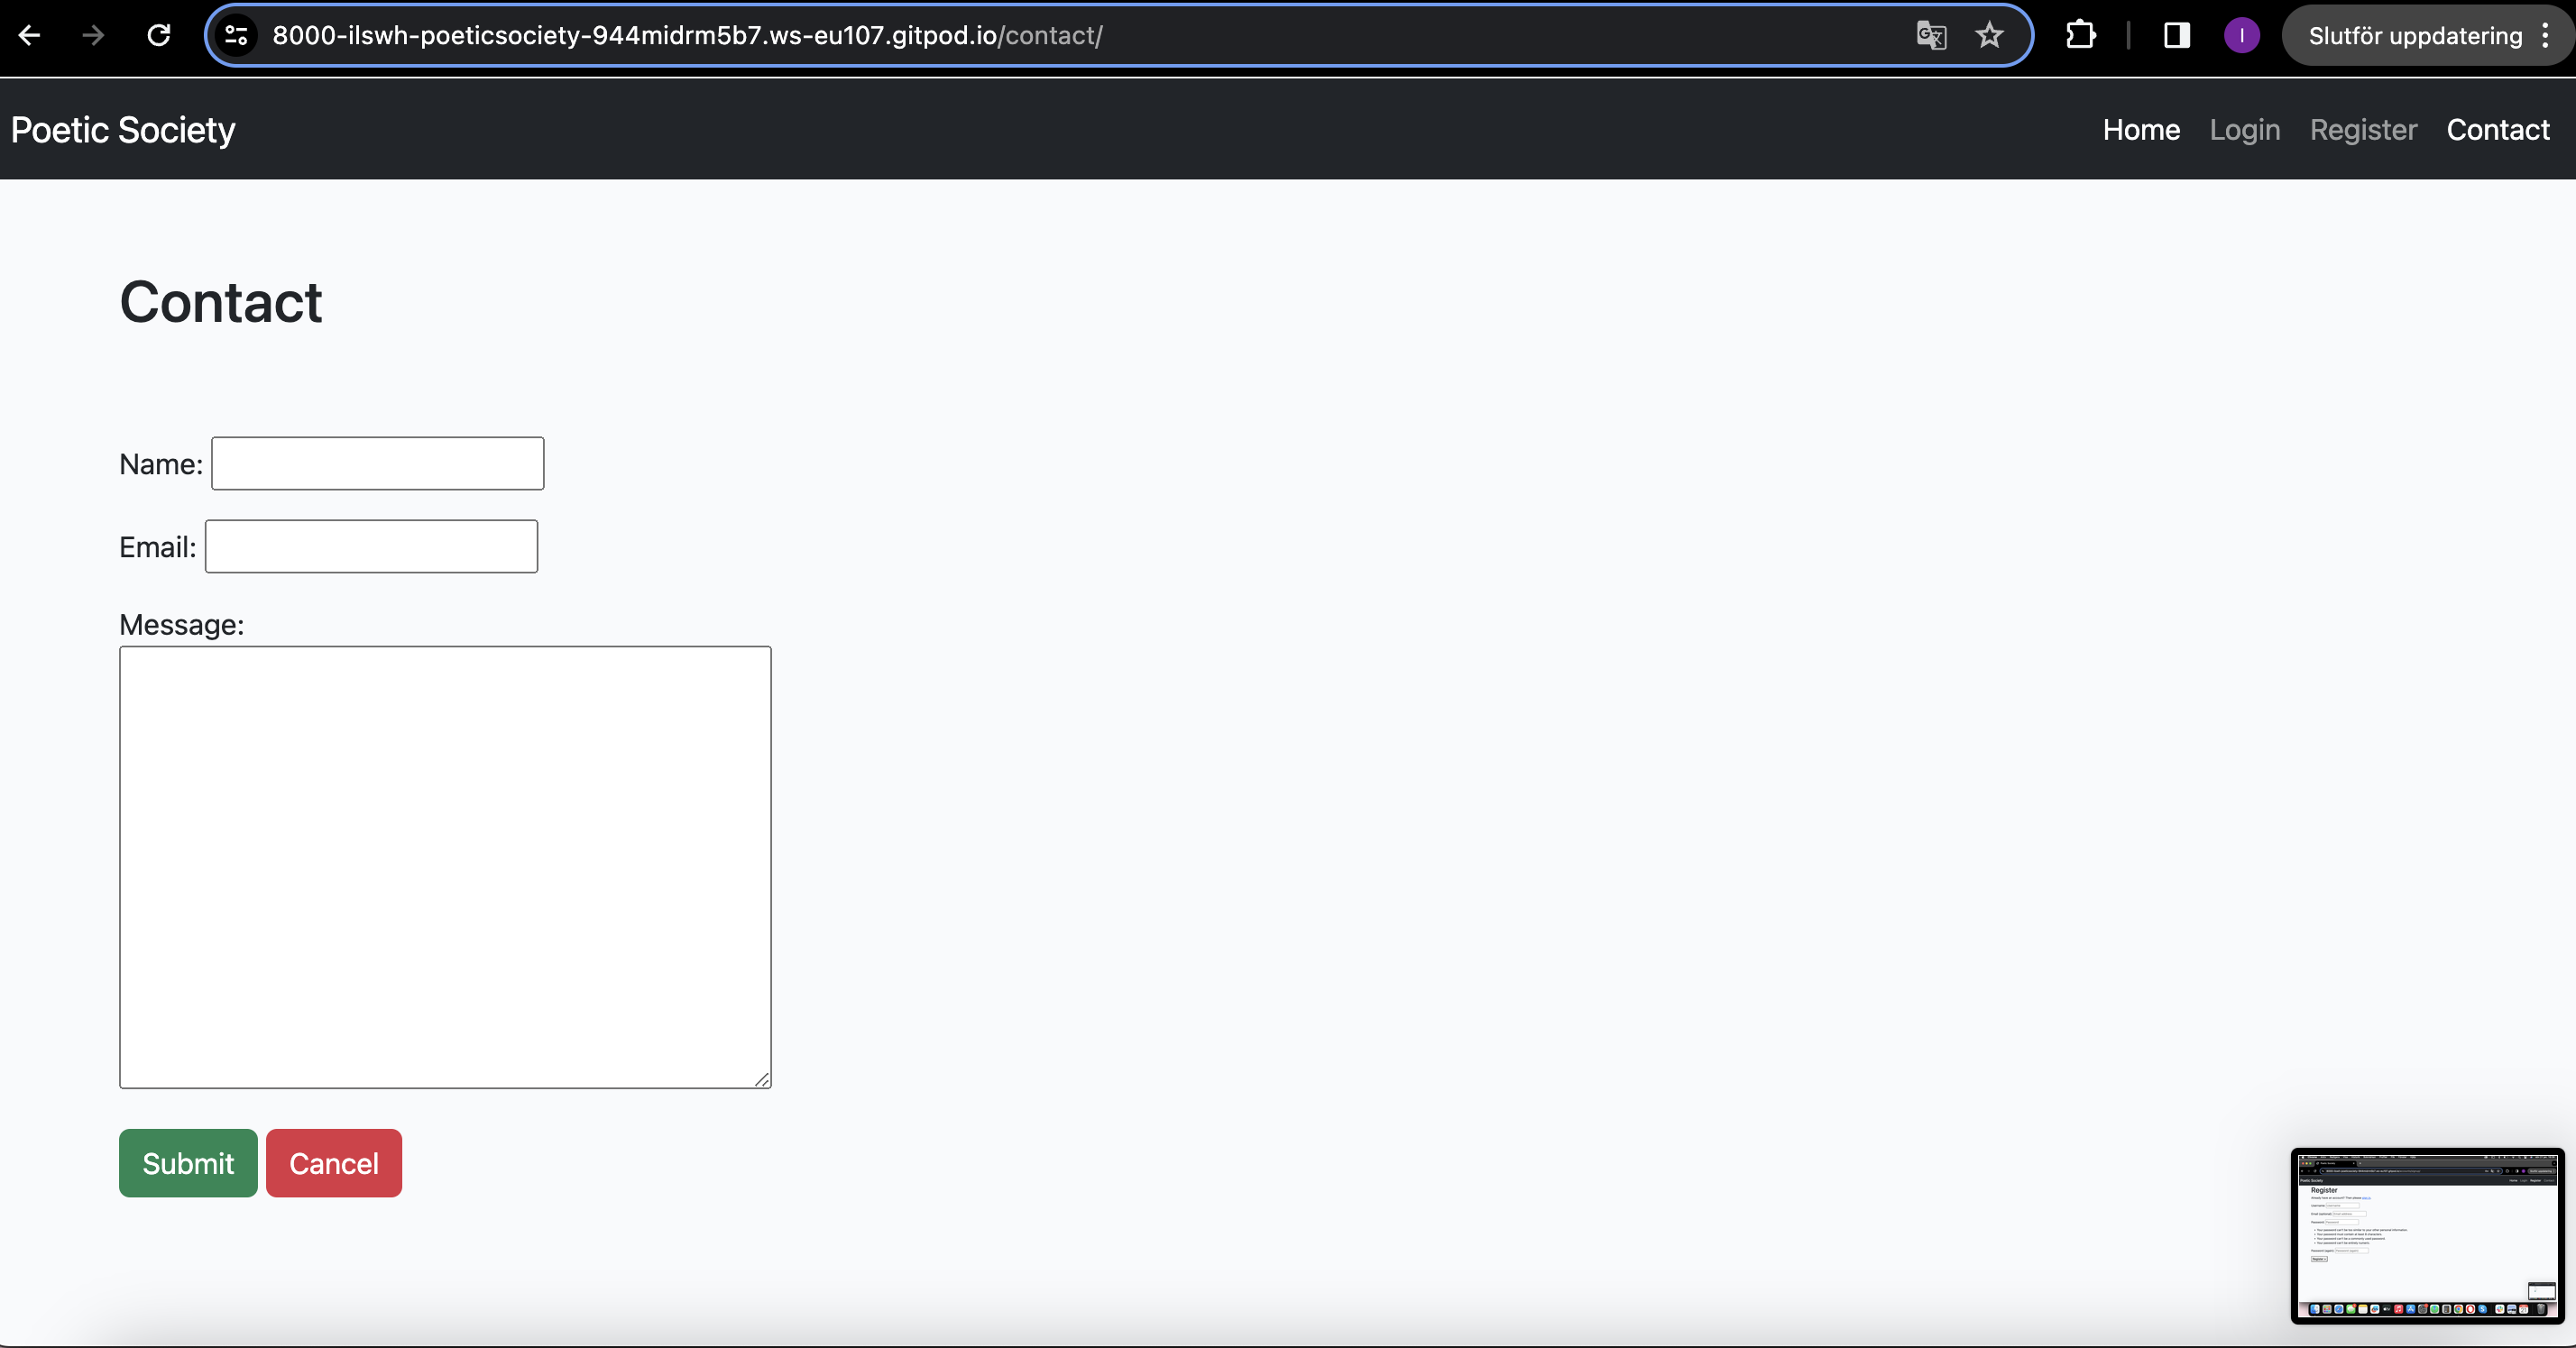 8000-ilswh-poeticsociety-944midrm5b7.ws-eu107.gitpod.io/contact/
I
Slutför uppdatering
Poetic Society
Home Login Register Contact
Contact
Name:
Email:
Message:
Submit Cancel
Register